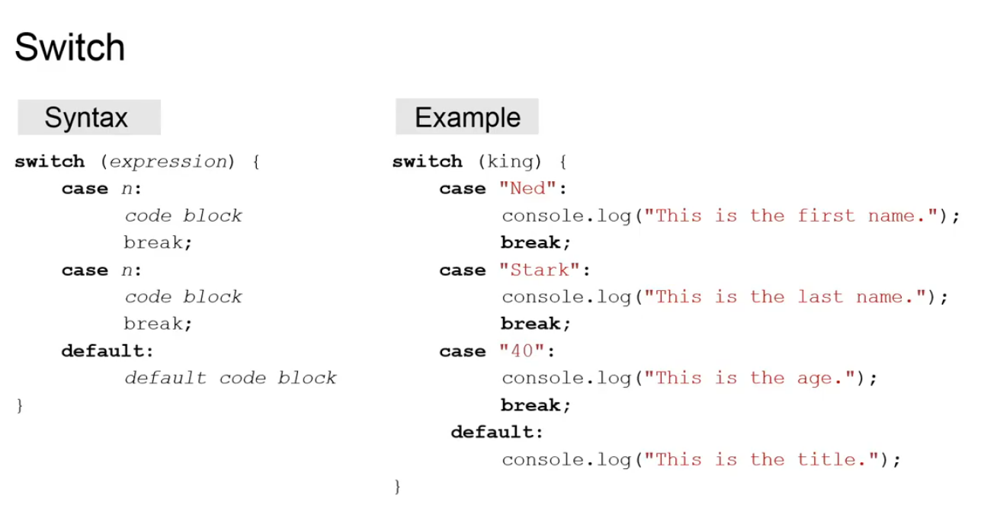 Switch
Syntax
switch (expression) {
case n:
code block
break;
case n:
code block
break;
default:
default code block
}
Example
switch (king) {
case "Ned":
console.log("This is the first name.");
break;
case "Stark":
console.log("This is the last name.");
break;
case "40":
console.log("This is the age.");
break;
default:
console.log("This is the title.");
}